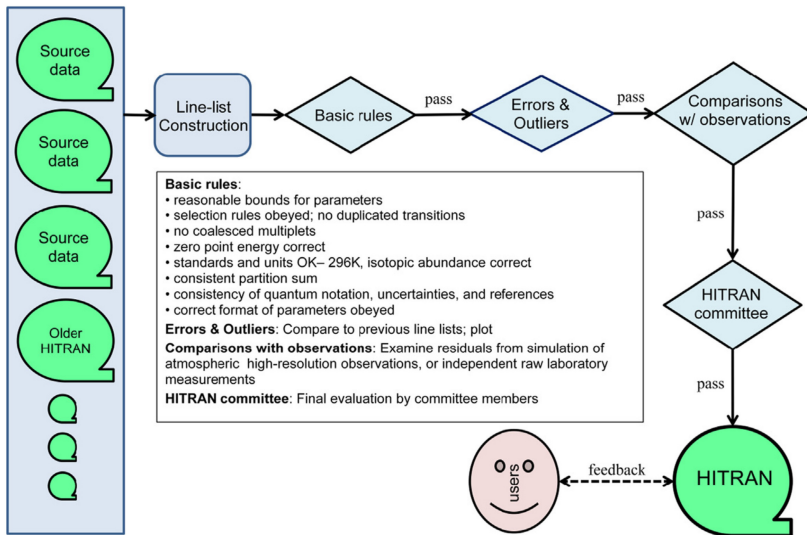 Source
data
Source
data
Source
data
Older
HITRAN
Line-list
Construction
Basic rules
pass
Errors &
Outliers
pass
Comparisons
w/ observations
pass
HITRAN
committee
pass
HITRAN
feedback
users
Basic rules:
• reasonable bounds for parameters
• selection rules obeyed; no duplicated transitions
• no coalesced multiplets
• zero point energy correct
• standards and units OK– 296K, isotopic abundance correct
• consistent partition sum
• consistency of quantum notation, uncertainties, and references
• correct format of parameters obeyed
Errors & Outliers: Compare to previous line lists; plot
Comparisons with observations: Examine residuals from simulation of
atmospheric high-resolution observations, or independent raw laboratory
measurements
HITRAN committee: Final evaluation by committee members